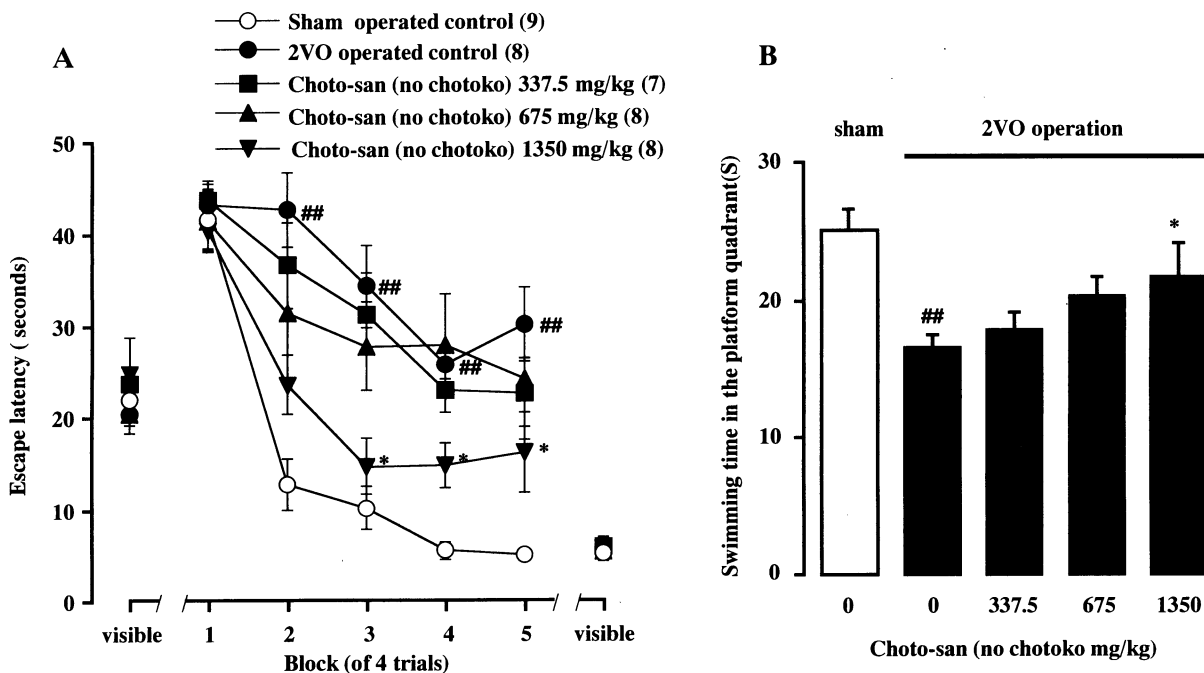 A
Sham operated control (9)
2VO operated control (8)
Choto-san (no chotoko) 337.5 mg/kg (7)
Choto-san (no chotoko) 675 mg/kg (8)
Choto-san (no chotoko) 1350 mg/kg (8)
Escape latency ( seconds)
50
40
30
20
10
0
##
##
##
##
*
*
*
visible
1
2
3
4
5
visible
Block (of 4 trials)
B
sham
2VO operation
Swimming time in the platform quadrant(S)
30
20
10
0
##
*
0
0
337.5
675
1350
Choto-san (no chotoko mg/kg)